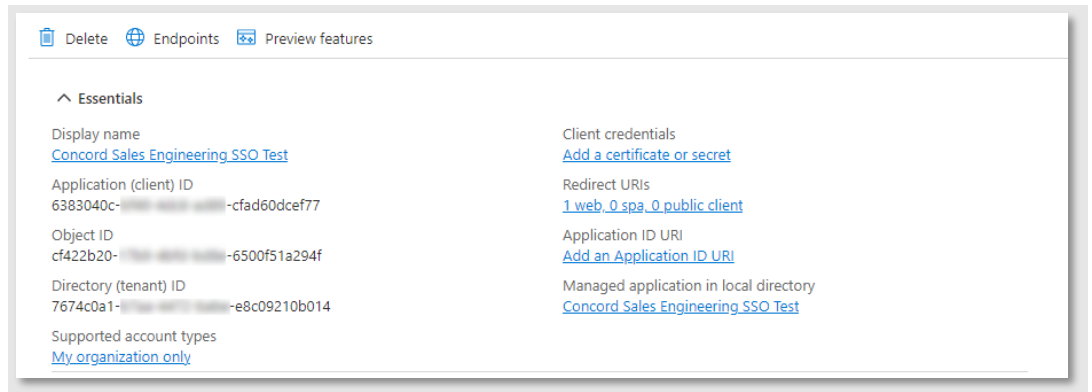 Delete Endpoints Preview features
Essentials
Display name
Concord Sales Engineering SSO Test
Application (client) ID
6383040c- -cfad60dcef77
Object ID
cf422b20- -6500f51a294f
Directory (tenant) ID
7674c0a1- -e8c09210b014
Supported account types
My organization only
Client credentials
Add a certificate or secret
Redirect URIs
1 web, 0 spa, 0 public client
Application ID URI
Add an Application ID URI
Managed application in local directory
Concord Sales Engineering SSO Test